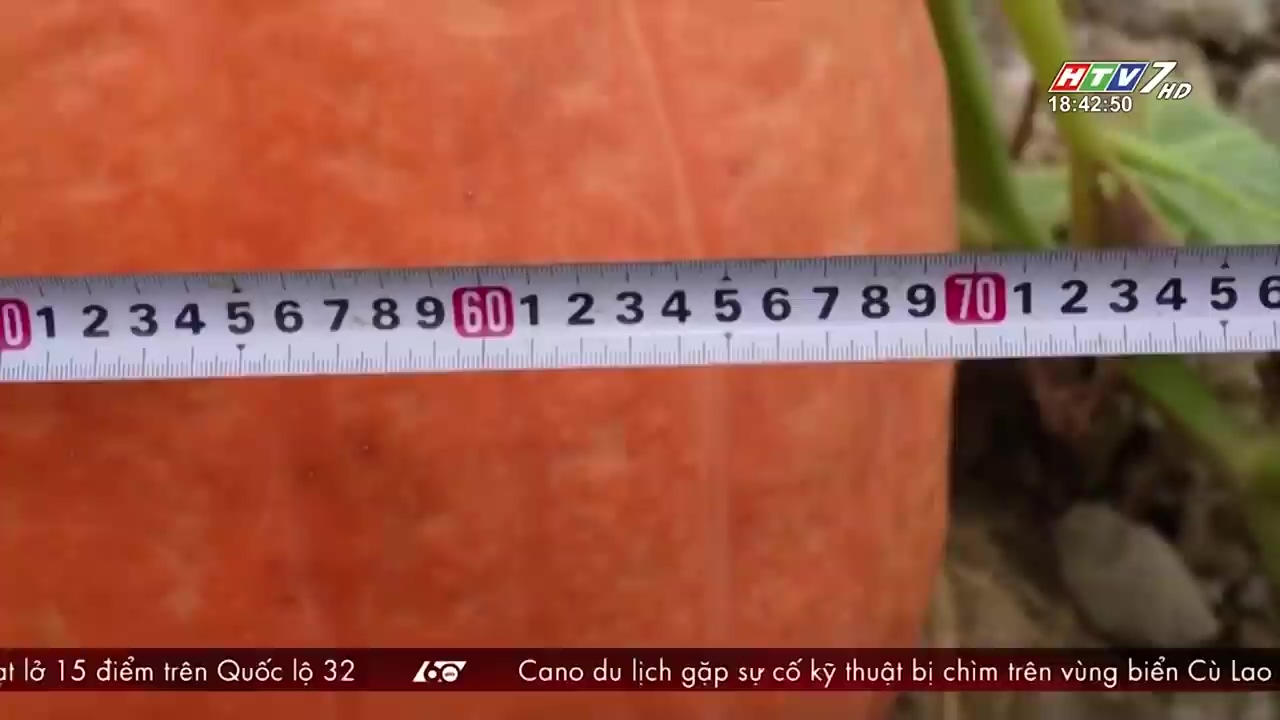 HTV7 HD
18:42:50
0 1 2 3 4 5 6 7 8 9 60 1 2 3 4 5 6 7 8 9 70 1 2 3 4 5 6
ạt lở 15 điểm trên Quốc lộ 32 60 Cano du lịch gặp sự cố kỹ thuật bị chìm trên vùng biển Cù Lao